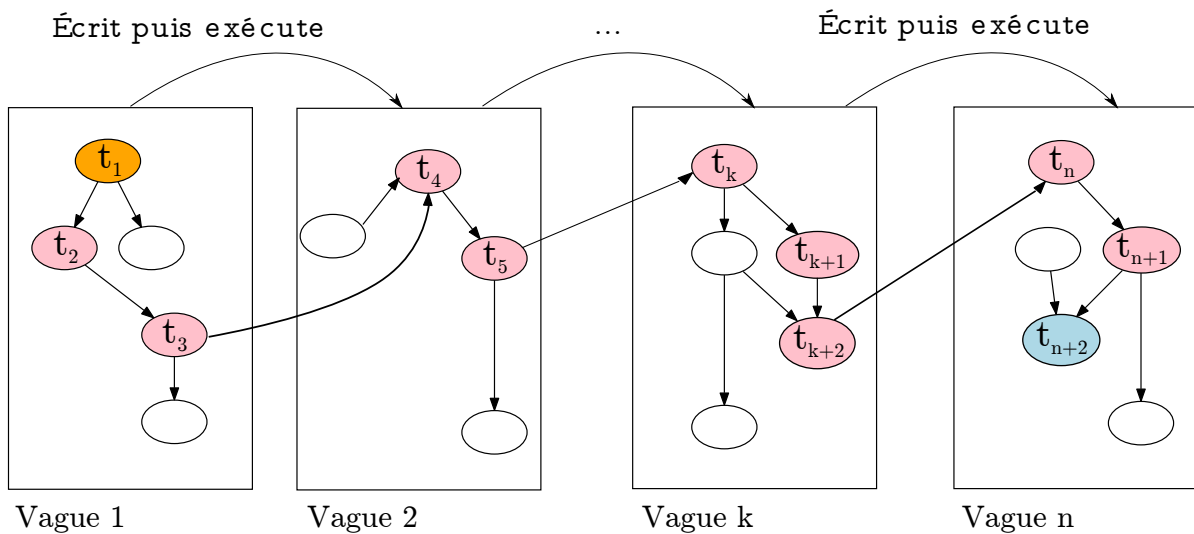 Écrit puis exécute
...
Écrit puis exécute
t₁
t₂
t₃
t₄
t₅
tₖ
tₖ₊₁
tₖ₊₂
tₙ
tₙ₊₁
tₙ₊₂
Vague 1
Vague 2
Vague k
Vague n